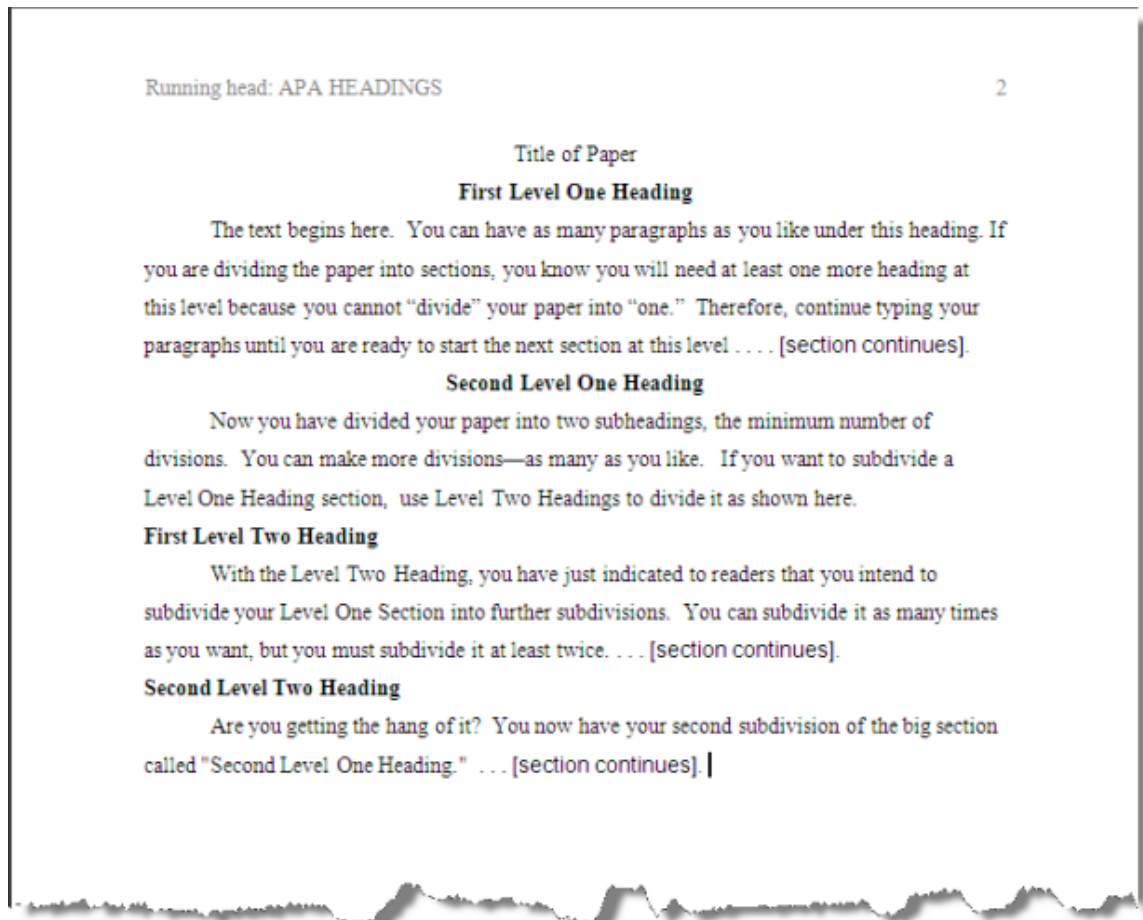 Running head: APA HEADINGS 2
Title of Paper
First Level One Heading
The text begins here.  You can have as many paragraphs as you like under this heading. If
you are dividing the paper into sections, you know you will need at least one more heading at
this level because you cannot “divide” your paper into “one.”  Therefore, continue typing your
paragraphs until you are ready to start the next section at this level . . . . [section continues].
Second Level One Heading
Now you have divided your paper into two subheadings, the minimum number of
divisions.  You can make more divisions—as many as you like.   If you want to subdivide a
Level One Heading section,  use Level Two Headings to divide it as shown here.
First Level Two Heading
With the Level Two Heading, you have just indicated to readers that you intend to
subdivide your Level One Section into further subdivisions.  You can subdivide it as many times
as you want, but you must subdivide it at least twice. . . . [section continues].
Second Level Two Heading
Are you getting the hang of it?  You now have your second subdivision of the big section
called "Second Level One Heading."  . . . [section continues].